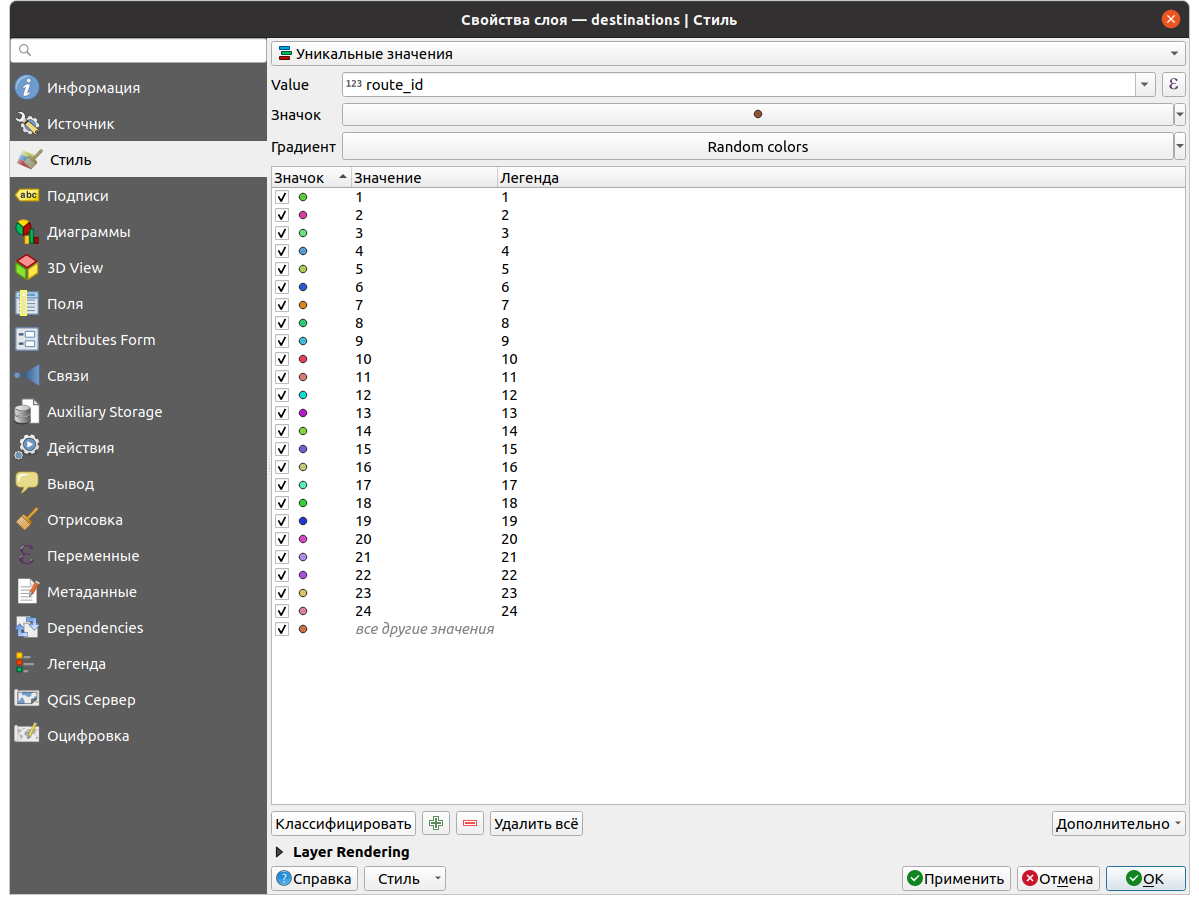 Свойства слоя — destinations | Стиль
Информация
Источник
Стиль
Подписи
Диаграммы
3D View
Поля
Attributes Form
Связи
Auxiliary Storage
Действия
Вывод
Отрисовка
Переменные
Метаданные
Dependencies
Легенда
QGIS Сервер
Оцифровка
Уникальные значения
Value 123 route_id ε
Значок
Градиент Random colors
Значок Значение Легенда
1 1
2 2
3 3
4 4
5 5
6 6
7 7
8 8
9 9
10 10
11 11
12 12
13 13
14 14
15 15
16 16
17 17
18 18
19 19
20 20
21 21
22 22
23 23
24 24
все другие значения
Классифицировать Удалить всё Дополнительно
Layer Rendering
Справка Стиль Применить Отмена OK